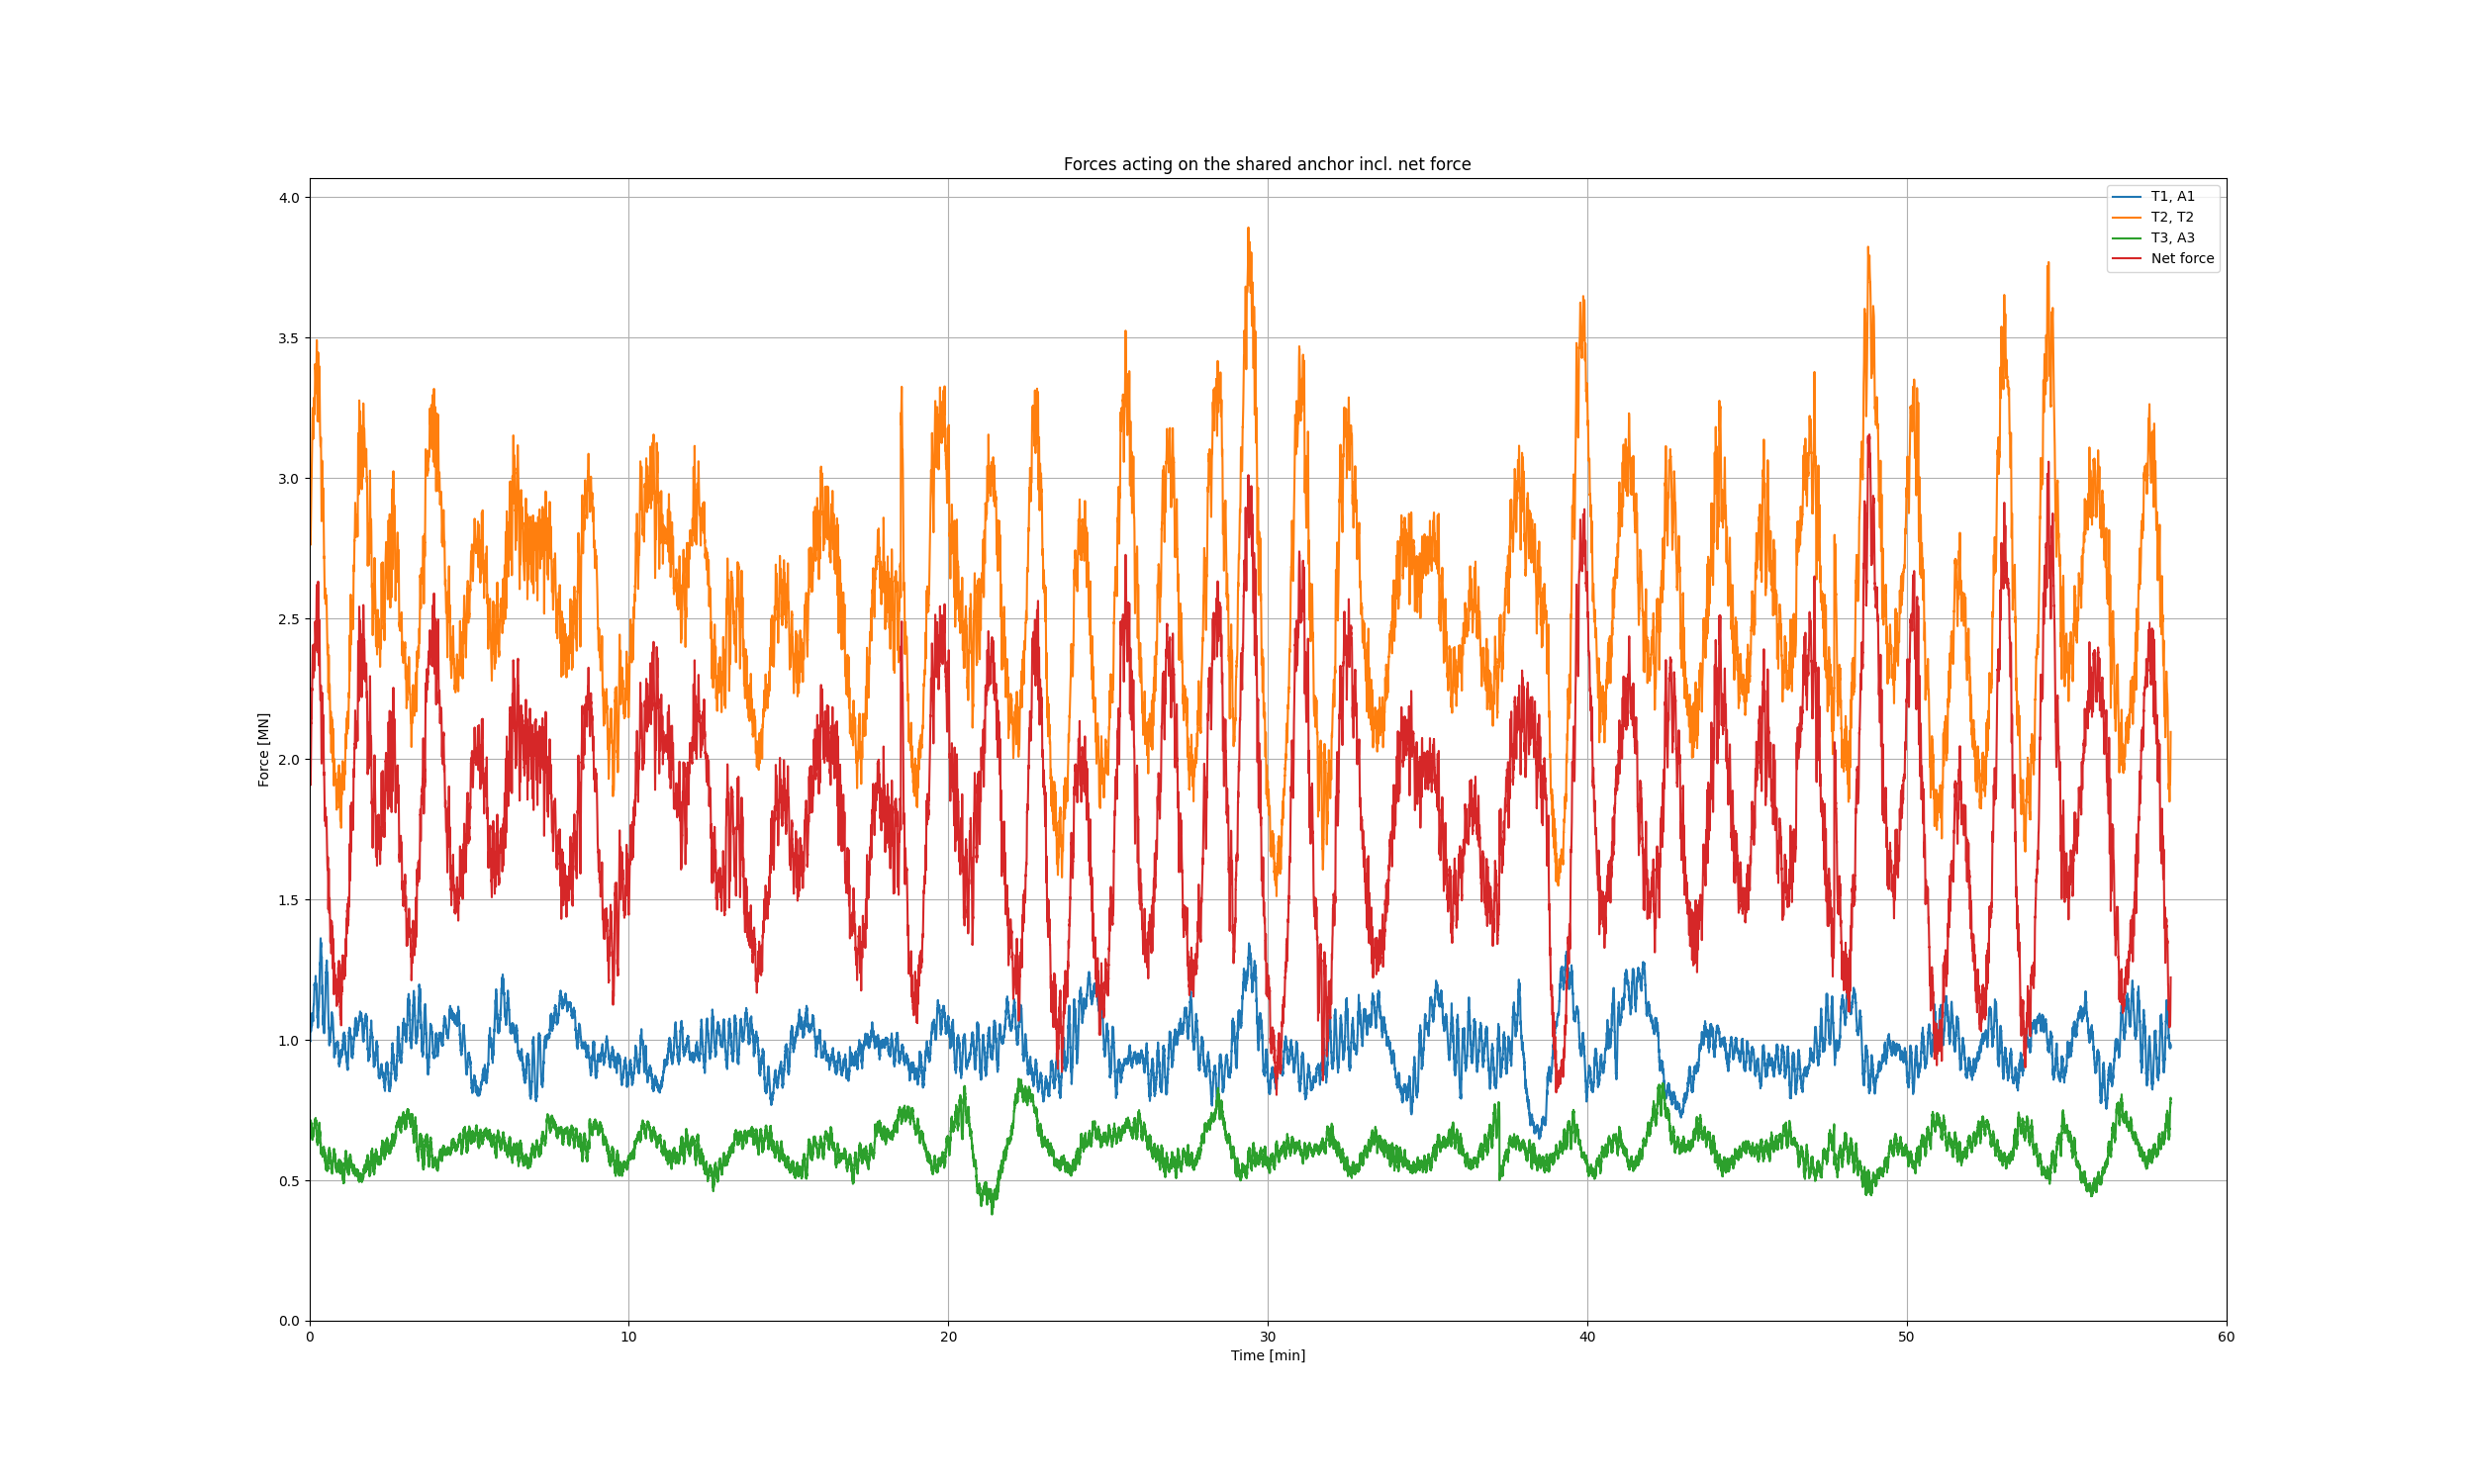 Forces acting on the shared anchor incl. net force
T1, A1
T2, T2
T3, A3
Net force
4.0
3.5
3.0
2.5
2.0
1.5
1.0
0.5
0.0
Force [MN]
0 10 20 30 40 50 60
Time [min]